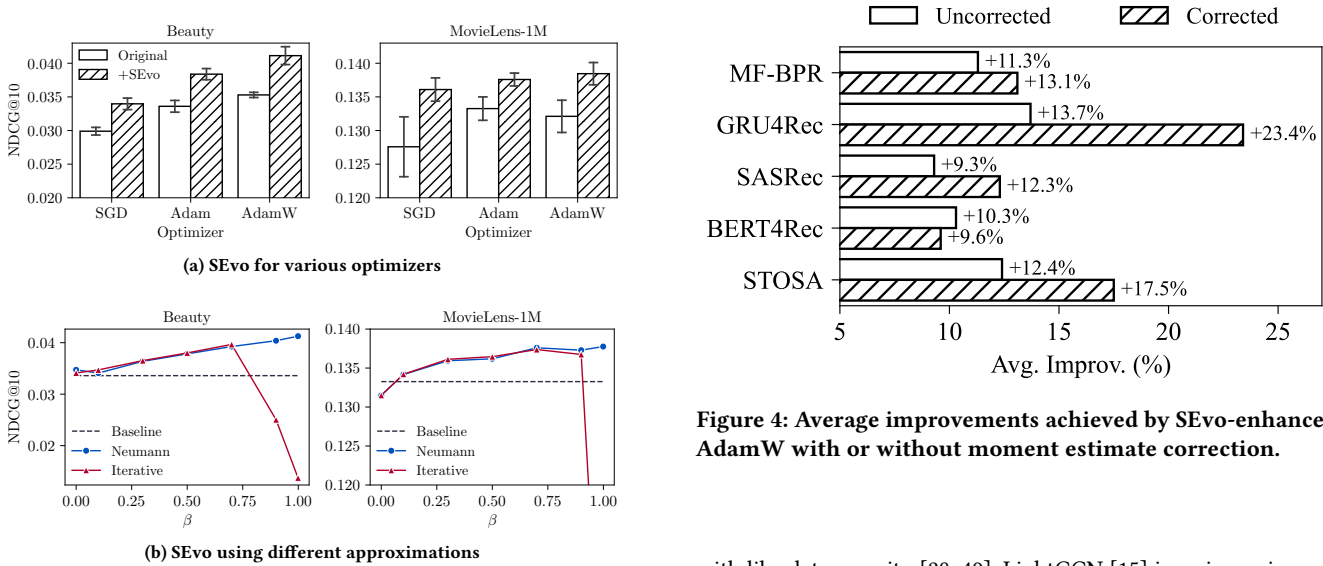 Beauty
MovieLens-1M
NDCG@10
0.040
0.035
0.030
0.025
0.020
Original
+SEvo
SGD
Adam
AdamW
Optimizer
0.140
0.135
0.130
0.125
0.120
SGD
Adam
AdamW
Optimizer
(a) SEvo for various optimizers
Beauty
MovieLens-1M
NDCG@10
0.04
0.03
0.02
Baseline
Neumann
Iterative
0.00 0.25 0.50 0.75 1.00
β
0.140
0.135
0.130
0.125
0.120
Baseline
Neumann
Iterative
0.00 0.25 0.50 0.75 1.00
β
(b) SEvo using different approximations
Uncorrected
Corrected
MF-BPR
+11.3%
+13.1%
GRU4Rec
+13.7%
+23.4%
SASRec
+9.3%
+12.3%
BERT4Rec
+10.3%
+9.6%
STOSA
+12.4%
+17.5%
5 10 15 20 25
Avg. Improv. (%)
Figure 4: Average improvements achieved by SEvo-enhance
AdamW with or without moment estimate correction.